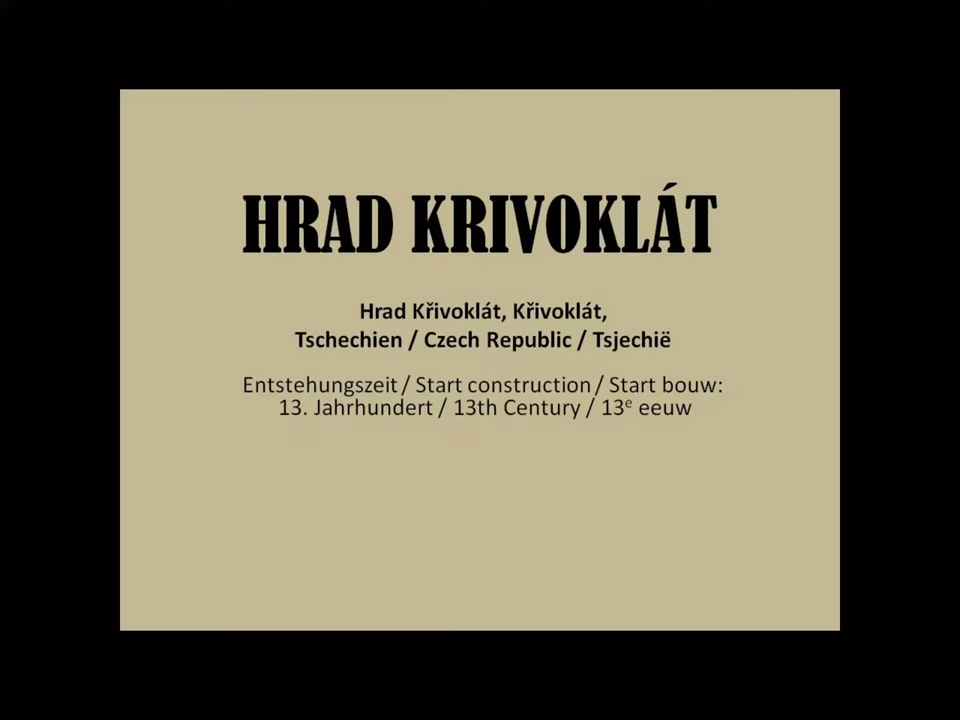 HRAD KRIVOKLÁT
Hrad Křivoklát, Křivoklát,
Tschechien / Czech Republic / Tsjechië
Entstehungszeit / Start construction / Start bouw:
13. Jahrhundert / 13th Century / 13ᵉ eeuw